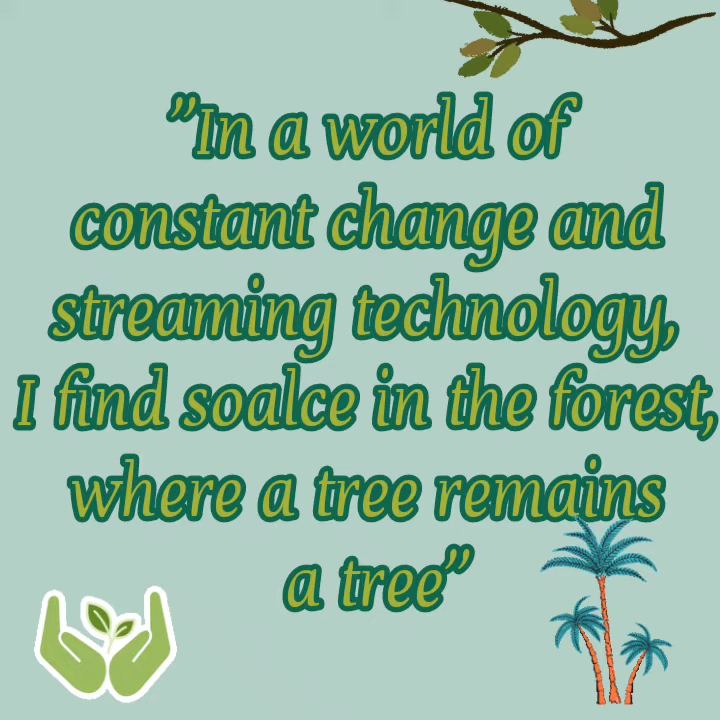 "In a world of
constant change and
streaming technology,
I find soalce in the forest,
where a tree remains
a tree"